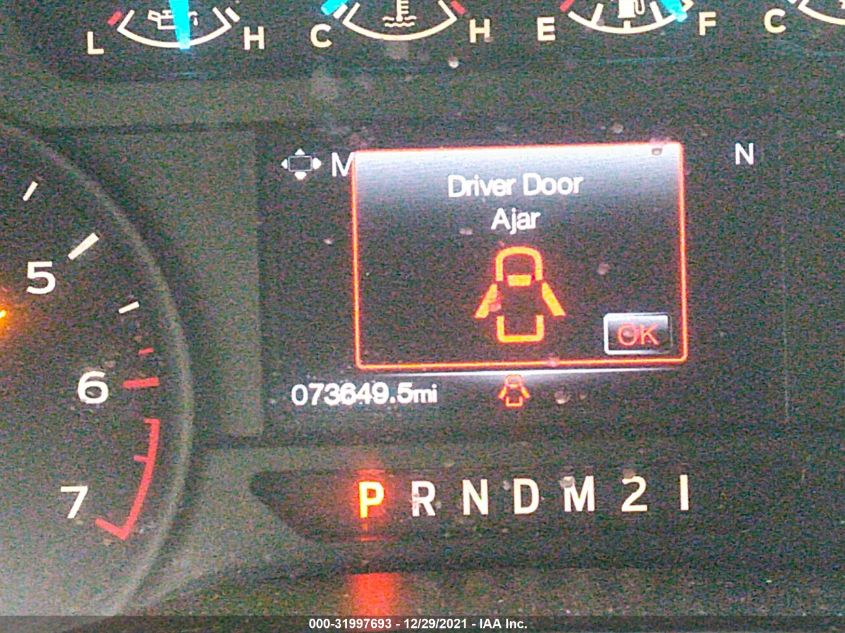 L H C H E F C
M N
Driver Door
Ajar
OK
5
6
7
073649.5mi
P R N D M 2 1
000-31997693 - 12/29/2021 - IAA Inc.